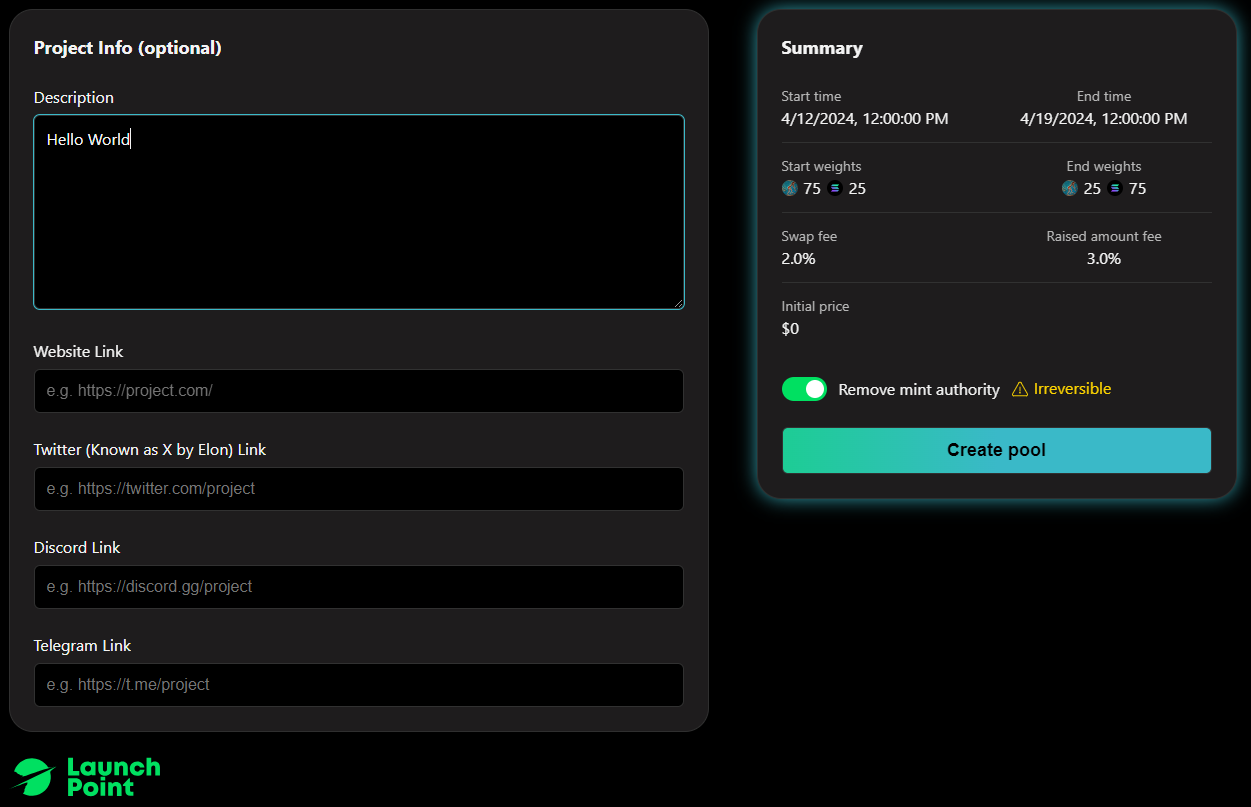 Project Info (optional)
Description
Hello World
Website Link
e.g. https://project.com/
Twitter (Known as X by Elon) Link
e.g. https://twitter.com/project
Discord Link
e.g. https://discord.gg/project
Telegram Link
e.g. https://t.me/project
Launch
Point
Summary
Start time End time
4/12/2024, 12:00:00 PM 4/19/2024, 12:00:00 PM
Start weights End weights
75 25 25 75
Swap fee Raised amount fee
2.0% 3.0%
Initial price
$0
Remove mint authority Irreversible
Create pool